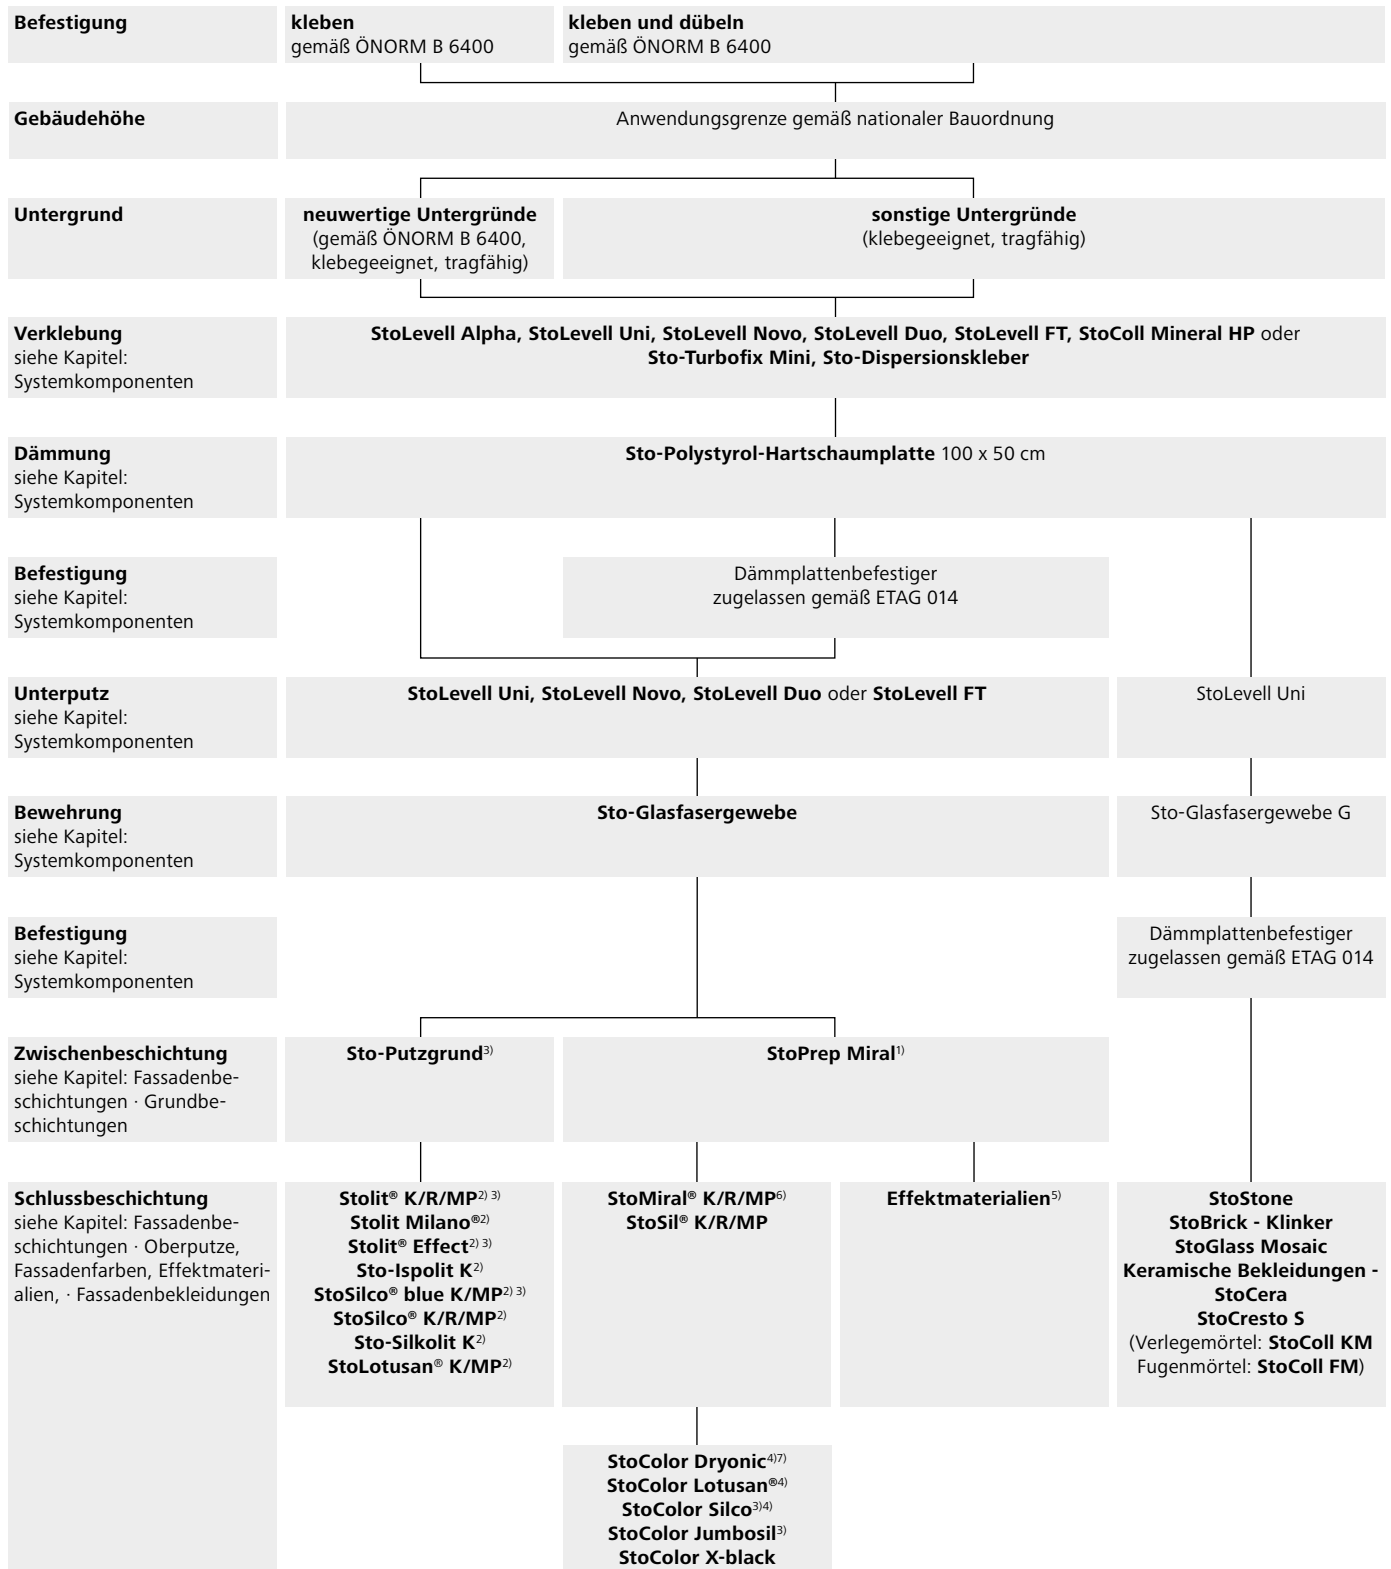 Befestigung
kleben
gemäß ÖNORM B 6400
kleben und dübeln
gemäß ÖNORM B 6400
Gebäudehöhe
Anwendungsgrenze gemäß nationaler Bauordnung
Untergrund
neuwertige Untergründe
(gemäß ÖNORM B 6400,
klebegeeignet, tragfähig)
sonstige Untergründe
(klebegeeignet, tragfähig)
Verklebung
siehe Kapitel:
Systemkomponenten
StoLevell Alpha, StoLevell Uni, StoLevell Novo, StoLevell Duo, StoLevell FT, StoColl Mineral HP oder
Sto-Turbofix Mini, Sto-Dispersionskleber
Dämmung
siehe Kapitel:
Systemkomponenten
Sto-Polystyrol-Hartschaumplatte 100 x 50 cm
Befestigung
siehe Kapitel:
Systemkomponenten
Dämmplattenbefestiger
zugelassen gemäß ETAG 014
Unterputz
siehe Kapitel:
Systemkomponenten
StoLevell Uni, StoLevell Novo, StoLevell Duo oder StoLevell FT
StoLevell Uni
Bewehrung
siehe Kapitel:
Systemkomponenten
Sto-Glasfasergewebe
Sto-Glasfasergewebe G
Befestigung
siehe Kapitel:
Systemkomponenten
Dämmplattenbefestiger
zugelassen gemäß ETAG 014
Zwischenbeschichtung
siehe Kapitel: Fassadenbe-
schichtungen · Grundbe-
schichtungen
Sto-Putzgrund3)
StoPrep Miral1)
Schlussbeschichtung
siehe Kapitel: Fassadenbe-
schichtungen · Oberputze,
Fassadenfarben, Effektmateri-
alien, · Fassadenbekleidungen
Stolit® K/R/MP2) 3)
Stolit Milano®2)
Stolit® Effect2) 3)
Sto-Ispolit K2)
StoSilco® blue K/MP2) 3)
StoSilco® K/R/MP2)
Sto-Silkolit K2)
StoLotusan® K/MP2)
StoMiral® K/R/MP6)
StoSil® K/R/MP
Effektmaterialien5)
StoStone
StoBrick - Klinker
StoGlass Mosaic
Keramische Bekleidungen -
StoCera
StoCresto S
(Verlegemörtel: StoColl KM
Fugenmörtel: StoColl FM)
StoColor Dryonic4)7)
StoColor Lotusan®4)
StoColor Silco3)4)
StoColor Jumbosil3)
StoColor X-black